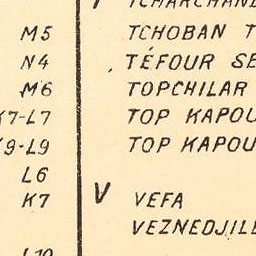 M5 TCHOBAN T
N4 TÉFOUR SE
M6 TOPCHILAR
K7-L7 TOP KAPOU
K9-L9 TOP KAPOU
L6
K7 V VEFA
VEZNEDJILE